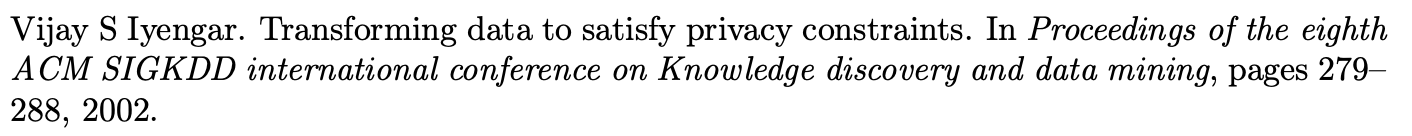 Vijay S Iyengar. Transforming data to satisfy privacy constraints. In Proceedings of the eighth
ACM SIGKDD international conference on Knowledge discovery and data mining, pages 279–
288, 2002.